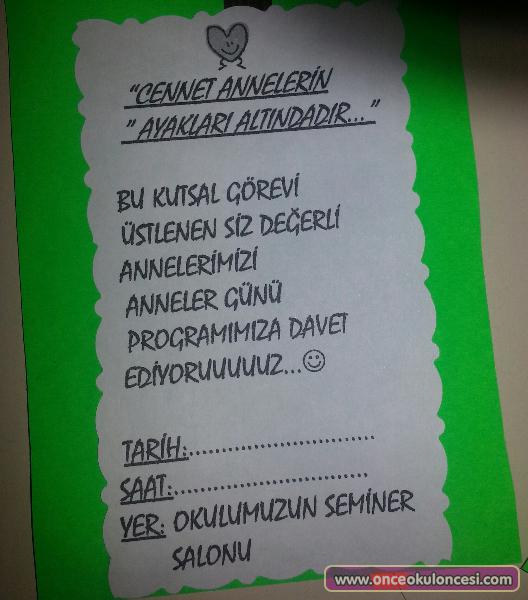 "CENNET ANNELERİN
" AYAKLARI ALTINDADIR..."
BU KUTSAL GÖREVİ
ÜSTLENEN SİZ DEĞERLİ
ANNELERİMİZİ
ANNELER GÜNÜ
PROGRAMIMIZA DAVET
EDİYORUUUUUZ...☺
TARİH:..............................
SAAT:..............................
YER: OKULUMUZUN SEMİNER
SALONU
www.onceokuloncesi.com